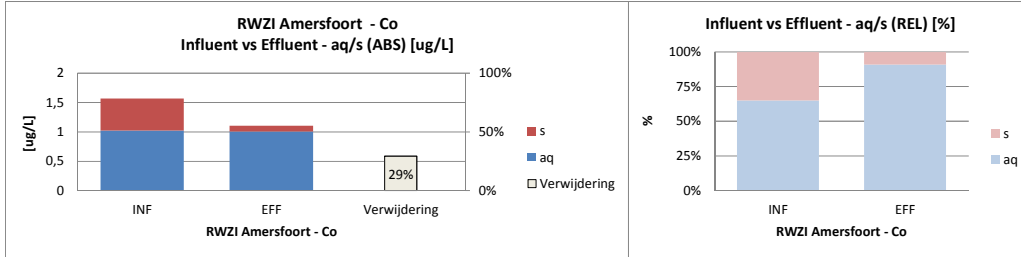 RWZI Amersfoort - Co
Influent vs Effluent - aq/s (ABS) [ug/L]
2
1,5
1
0,5
0
[ug/L]
100%
50%
0%
29%
INF
EFF
Verwijdering
RWZI Amersfoort - Co
s
aq
Verwijdering
Influent vs Effluent - aq/s (REL) [%]
100%
75%
50%
25%
0%
%
INF
EFF
RWZI Amersfoort - Co
s
aq